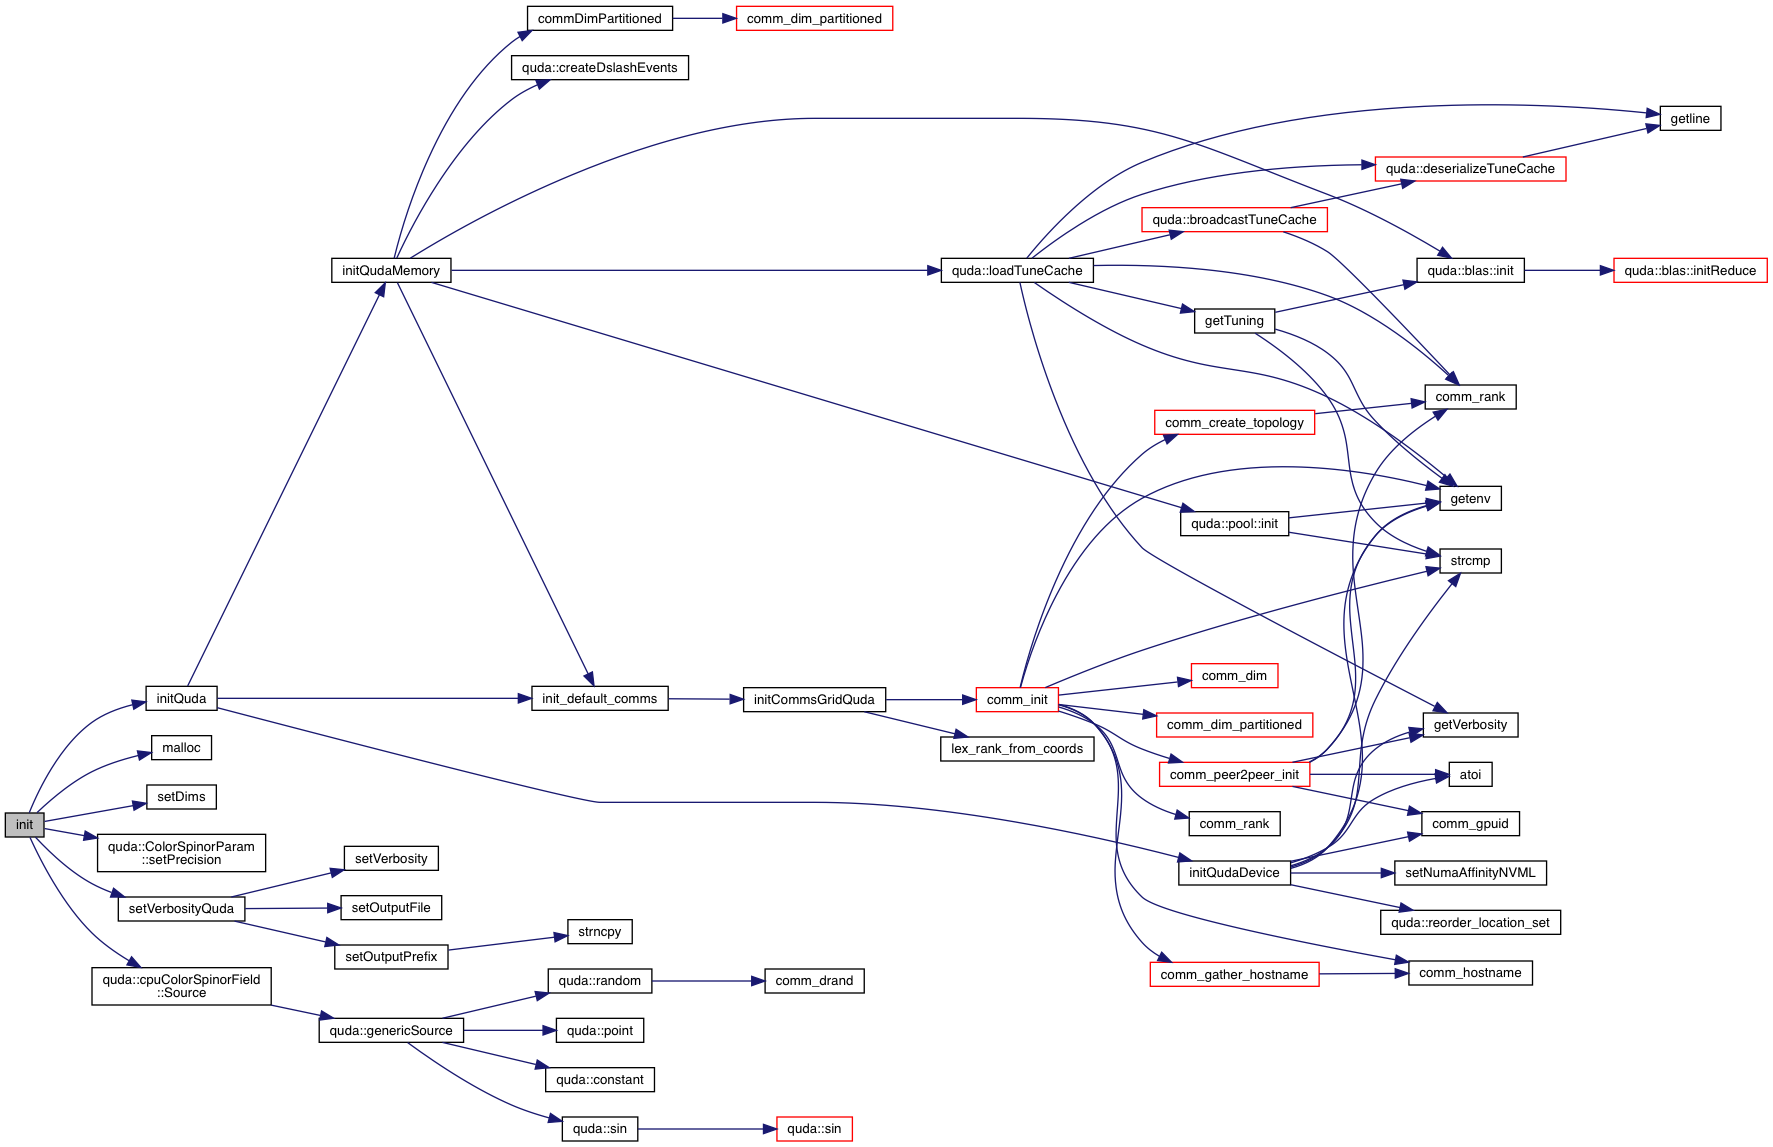 commDimPartitioned
comm_dim_partitioned
quda::createDslashEvents
getline
quda::deserializeTuneCache
quda::broadcastTuneCache
initQudaMemory
quda::loadTuneCache
quda::blas::init
quda::blas::initReduce
getTuning
comm_rank
comm_create_topology
getenv
quda::pool::init
strcmp
comm_dim
initQuda
init_default_comms
initCommsGridQuda
comm_init
comm_dim_partitioned
getVerbosity
malloc
lex_rank_from_coords
comm_peer2peer_init
atoi
setDims
init
comm_rank
comm_gpuid
quda::ColorSpinorParam
::setPrecision
setVerbosity
initQudaDevice
setNumaAffinityNVML
setVerbosityQuda
setOutputFile
quda::reorder_location_set
strncpy
setOutputPrefix
comm_gather_hostname
comm_hostname
quda::cpuColorSpinorField
::Source
quda::random
comm_drand
quda::genericSource
quda::point
quda::constant
quda::sin
quda::sin